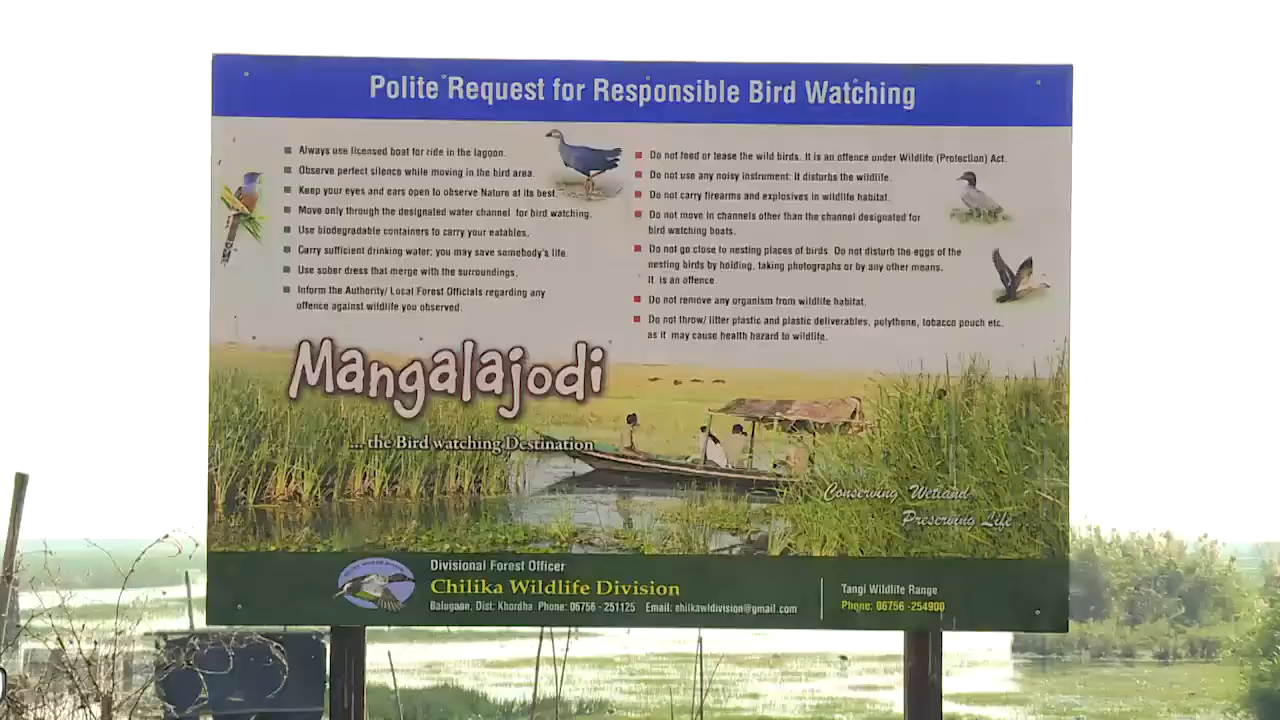 Polite Request for Responsible Bird Watching
Always use licensed boat for ride in the lagoon.
Observe perfect silence while moving in the bird area.
Keep your eyes and ears open to observe Nature at its best.
Move only through the designated water channel for bird watching.
Use biodegradable containers to carry your eatables.
Carry sufficient drinking water; you may save somebody's life.
Use sober dress that merge with the surroundings.
Inform the Authority/ Local Forest Officials regarding any
offence against wildlife you observed.
Do not feed or tease the wild birds. It is an offence under Wildlife (Protection) Act.
Do not use any noisy instrument: It disturbs the wildlife.
Do not carry firearms and explosives in wildlife habitat.
Do not move in channels other than the channel designated for
bird watching boats.
Do not go close to nesting places of birds. Do not disturb the eggs of the
nesting birds by holding, taking photographs or by any other means.
It is an offence.
Do not remove any organism from wildlife habitat.
Do not throw/ litter plastic and plastic deliverables, polythene, tobacco pouch etc.
as it may cause health hazard to wildlife.
Mangalajodi
... the Bird watching Destination
Conserving Wetland
Preserving Life
Divisional Forest Officer
Chilika Wildlife Division
Balugaon, Dist: Khordha Phone: 06756 - 251125 Email: chilikawldivision@gmail.com
Tangi Wildlife Range
Phone: 06756 -254900